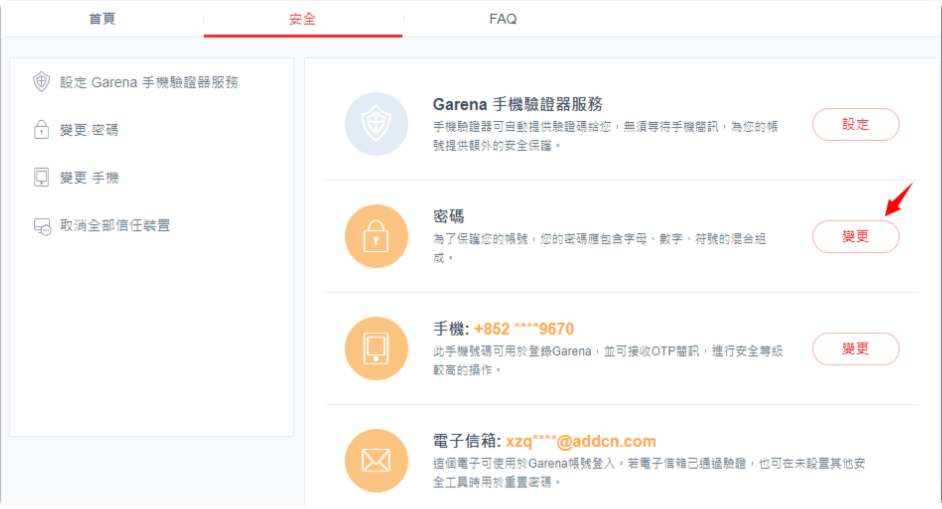 首頁
安全
FAQ
設定 Garena 手機驗證器服務
變更 密碼
變更 手機
取消全部信任裝置
Garena 手機驗證器服務
手機驗證器可自動提供驗證碼給您，無須等待手機簡訊，為您的帳
號提供額外的安全保護。
設定
密碼
為了保護您的帳號，您的密碼應包含字母、數字、符號的混合組
成。
變更
手機: +852 ****9670
此手機號碼可用於登錄Garena，並可接收OTP簡訊，進行安全等級
較高的操作。
變更
電子信箱: xzq****@addcn.com
這個電子可使用於Garena帳號登入。若電子信箱已通過驗證，也可在未設置其他安
全工具時用於重置密碼。